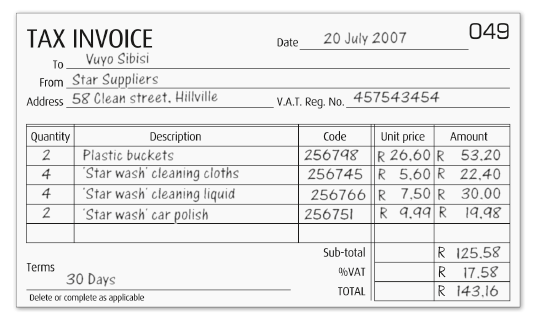 TAX INVOICE
Date 20 July 2007
049
To Vuyo Sibisi
From Star Suppliers
Address 58 Clean street, Hillville V.A.T. Reg. No. 457543454
Quantity Description Code Unit price Amount
2 Plastic buckets 256798 R 26.60 R 53.20
4 'Star wash' cleaning cloths 256745 R 5.60 R 22.40
4 'Star wash' cleaning liquid 256766 R 7.50 R 30.00
2 'Star wash' car polish 256751 R 9.99 R 19.98
Sub-total R 125.58
%VAT R 17.58
TOTAL R 143.16
Terms 30 Days
Delete or complete as applicable